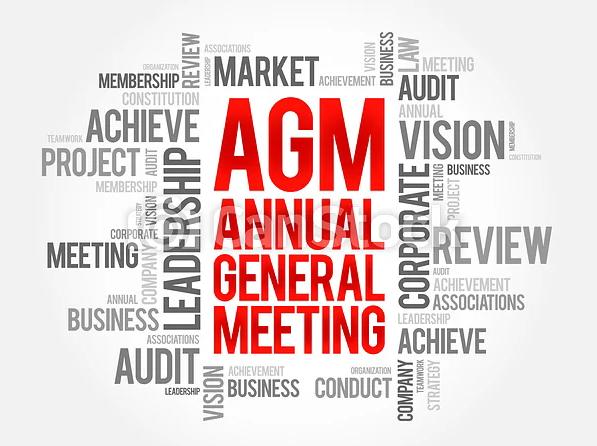 ASSOCIATIONS
ORGANIZATION
REVIEW
LEADERSHIP
MARKET
VISION
BUSINESS
LAW
MEETING
MEMBERSHIP
ACHIEVEMENT
AUDIT
CONSTITUTION
ANNUAL
AGM
ANNUAL
GENERAL
MEETING
ACHIEVE
TEAMWORK
PROJECT
AUDIT
MEMBERSHIP
LEADERSHIP
STRATEGY
VISION
CORPORATE
MEETING
COMPANY
ANNUAL
BUSINESS
ASSOCIATIONS
AUDIT
LEADERSHIP
VISION
ACHIEVEMENT
BUSINESS
ORGANIZATION
CONDUCT
VISION
MEMBERSHIP
CONSTITUTION
MEETING
BUSINESS
PROJECT
CORPORATE
REVIEW
AUDIT
ACHIEVEMENT
ASSOCIATIONS
LEADERSHIP
ACHIEVE
COMPANY
TEAMWORK
STRATEGY